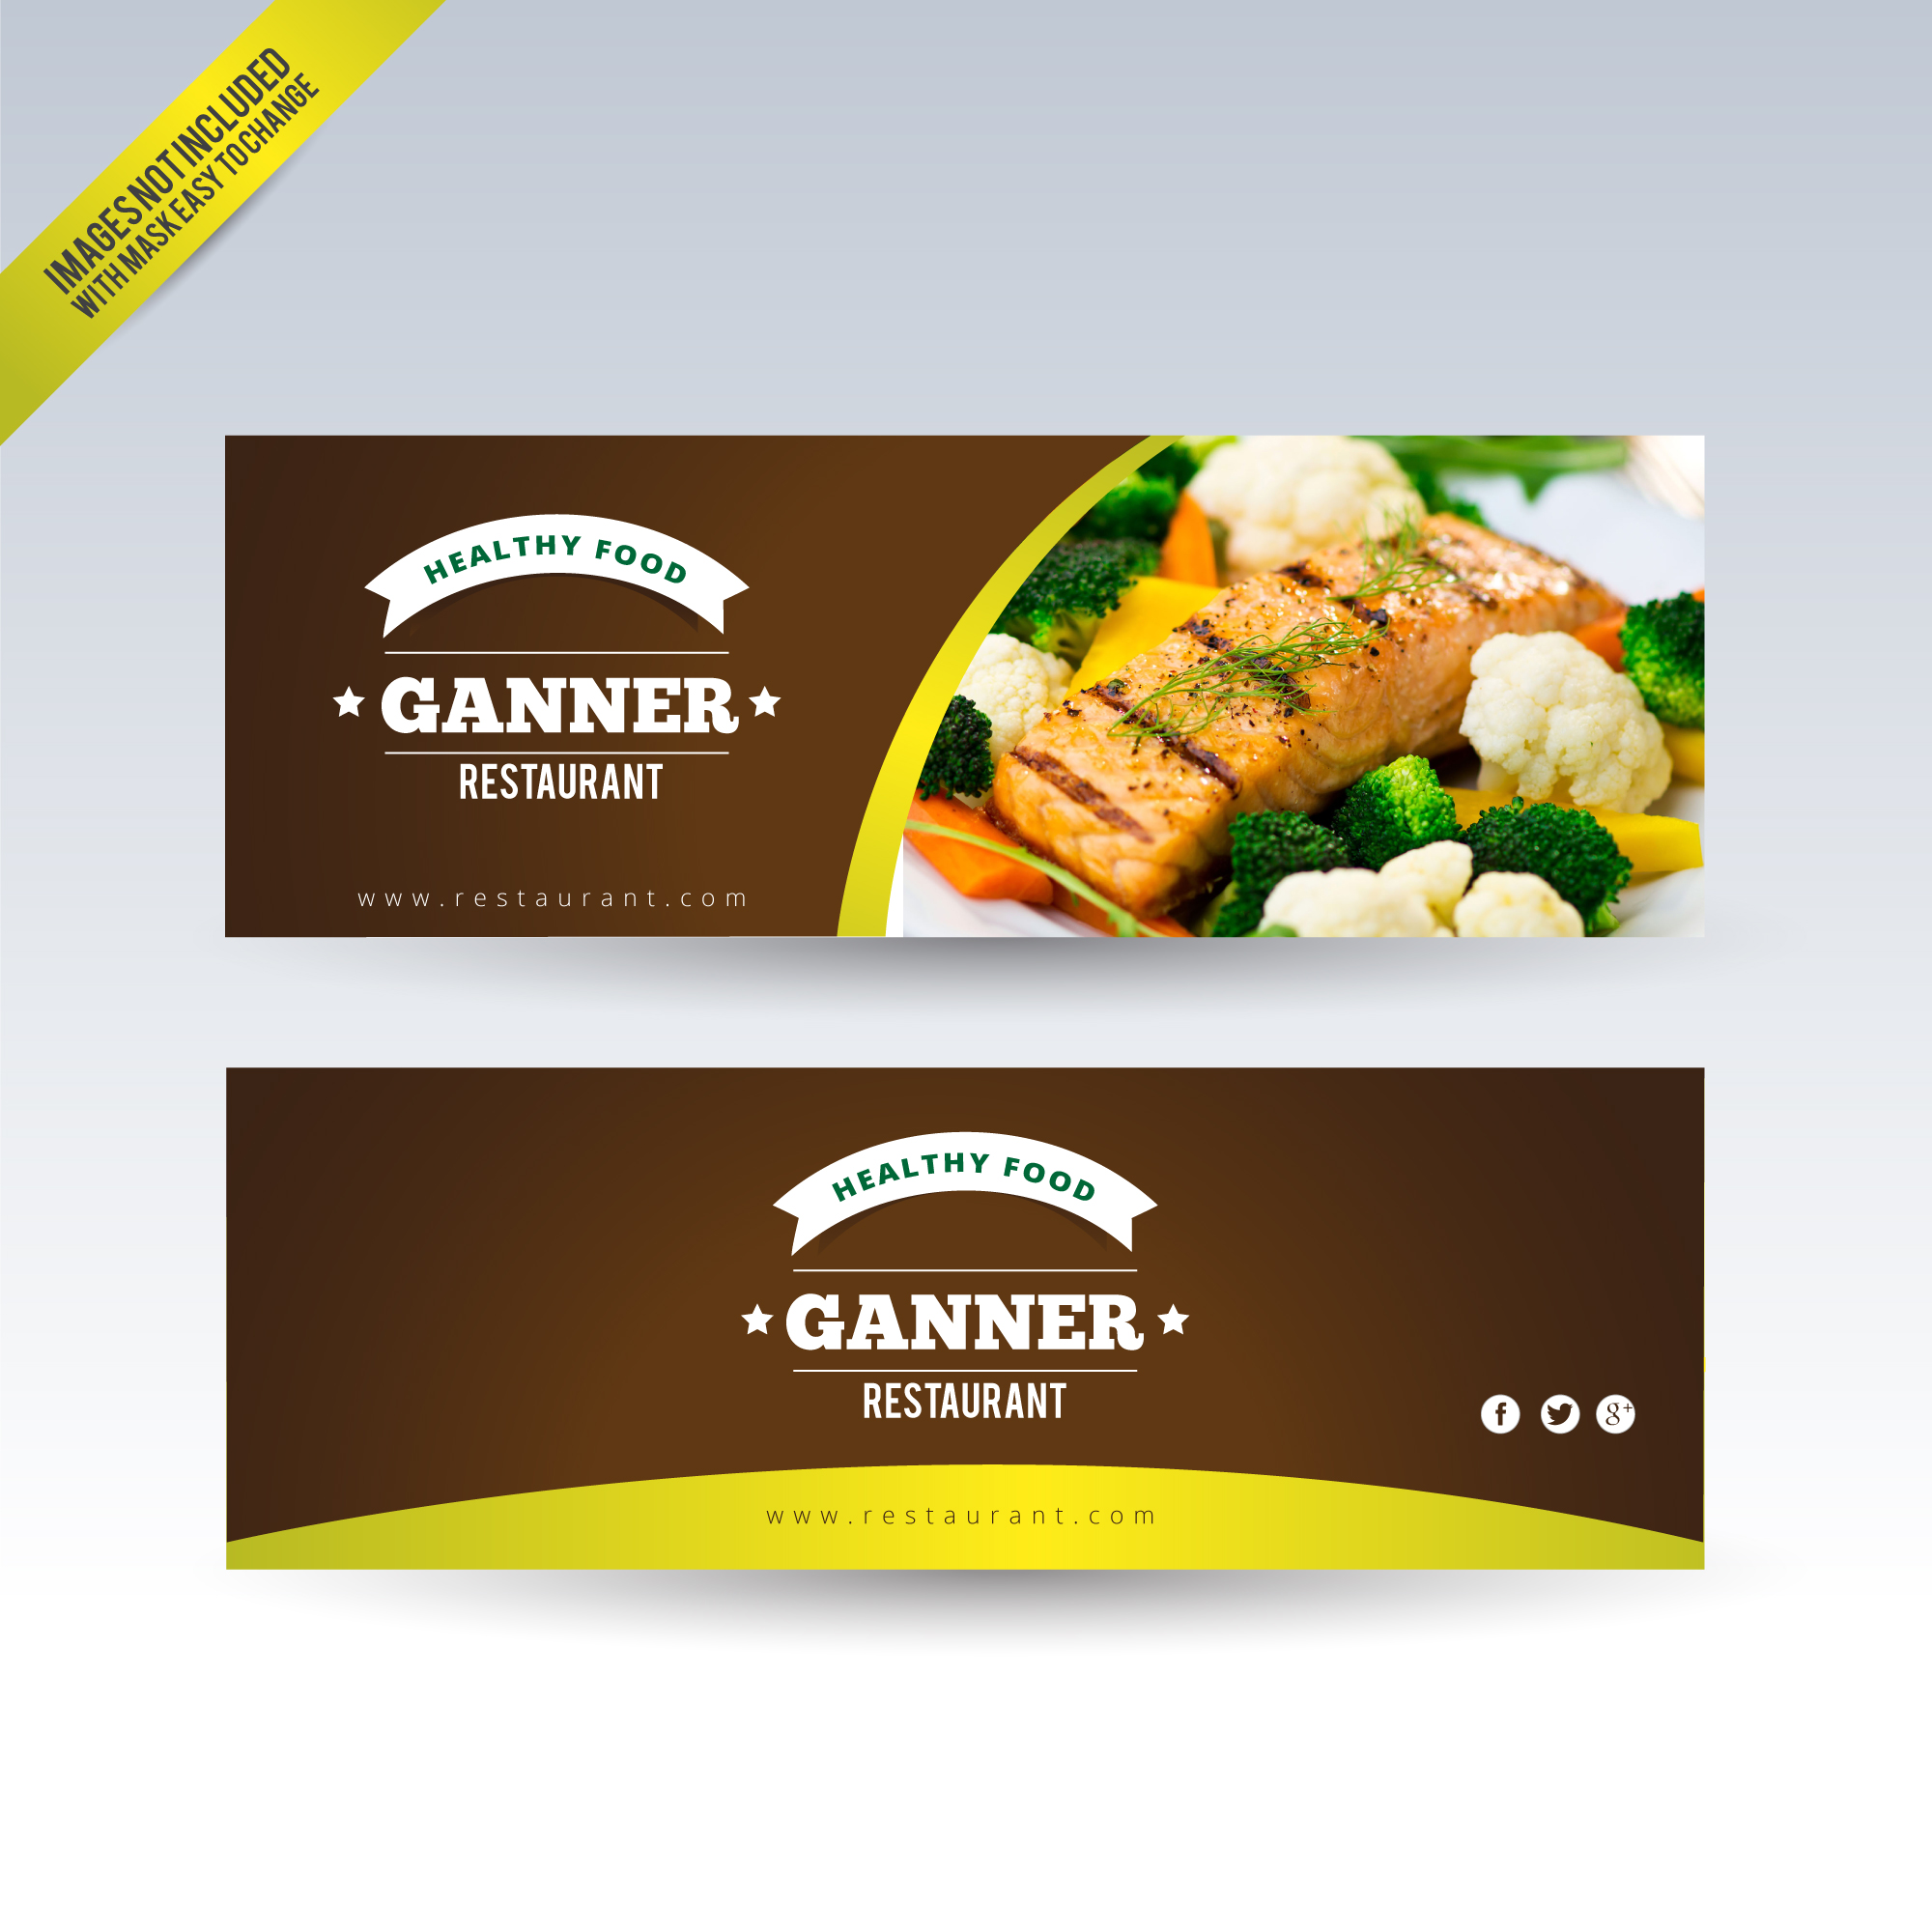 IMAGES NOT INCLUDED
WITH MASK EASY TO CHANGE
HEALTHY FOOD
GANNER
RESTAURANT
www.restaurant.com
HEALTHY FOOD
GANNER
RESTAURANT
f
g+
www.restaurant.com